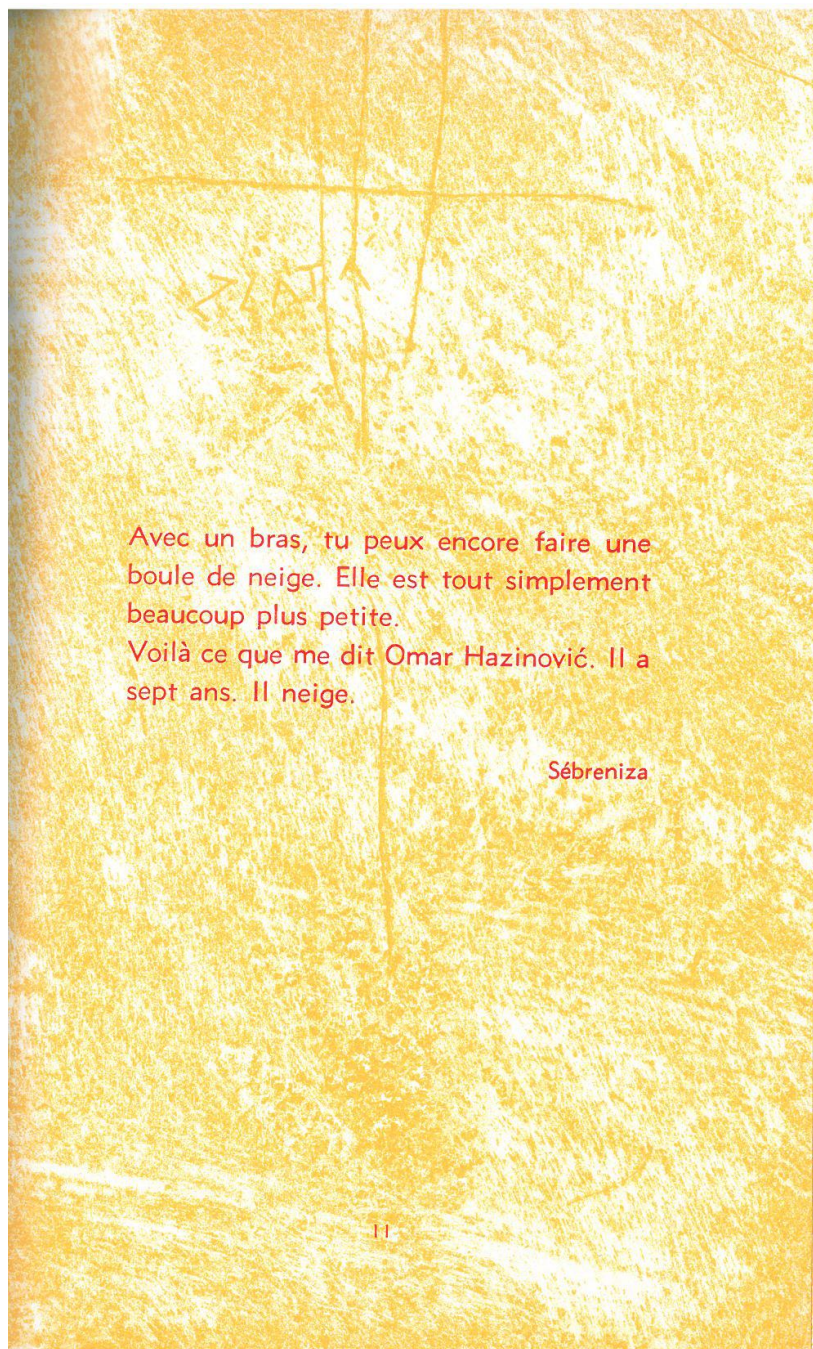 ZLATA
Avec un bras, tu peux encore faire une
boule de neige. Elle est tout simplement
beaucoup plus petite.
Voilà ce que me dit Omar Hazinović. Il a
sept ans. Il neige.
Sébreniza
11